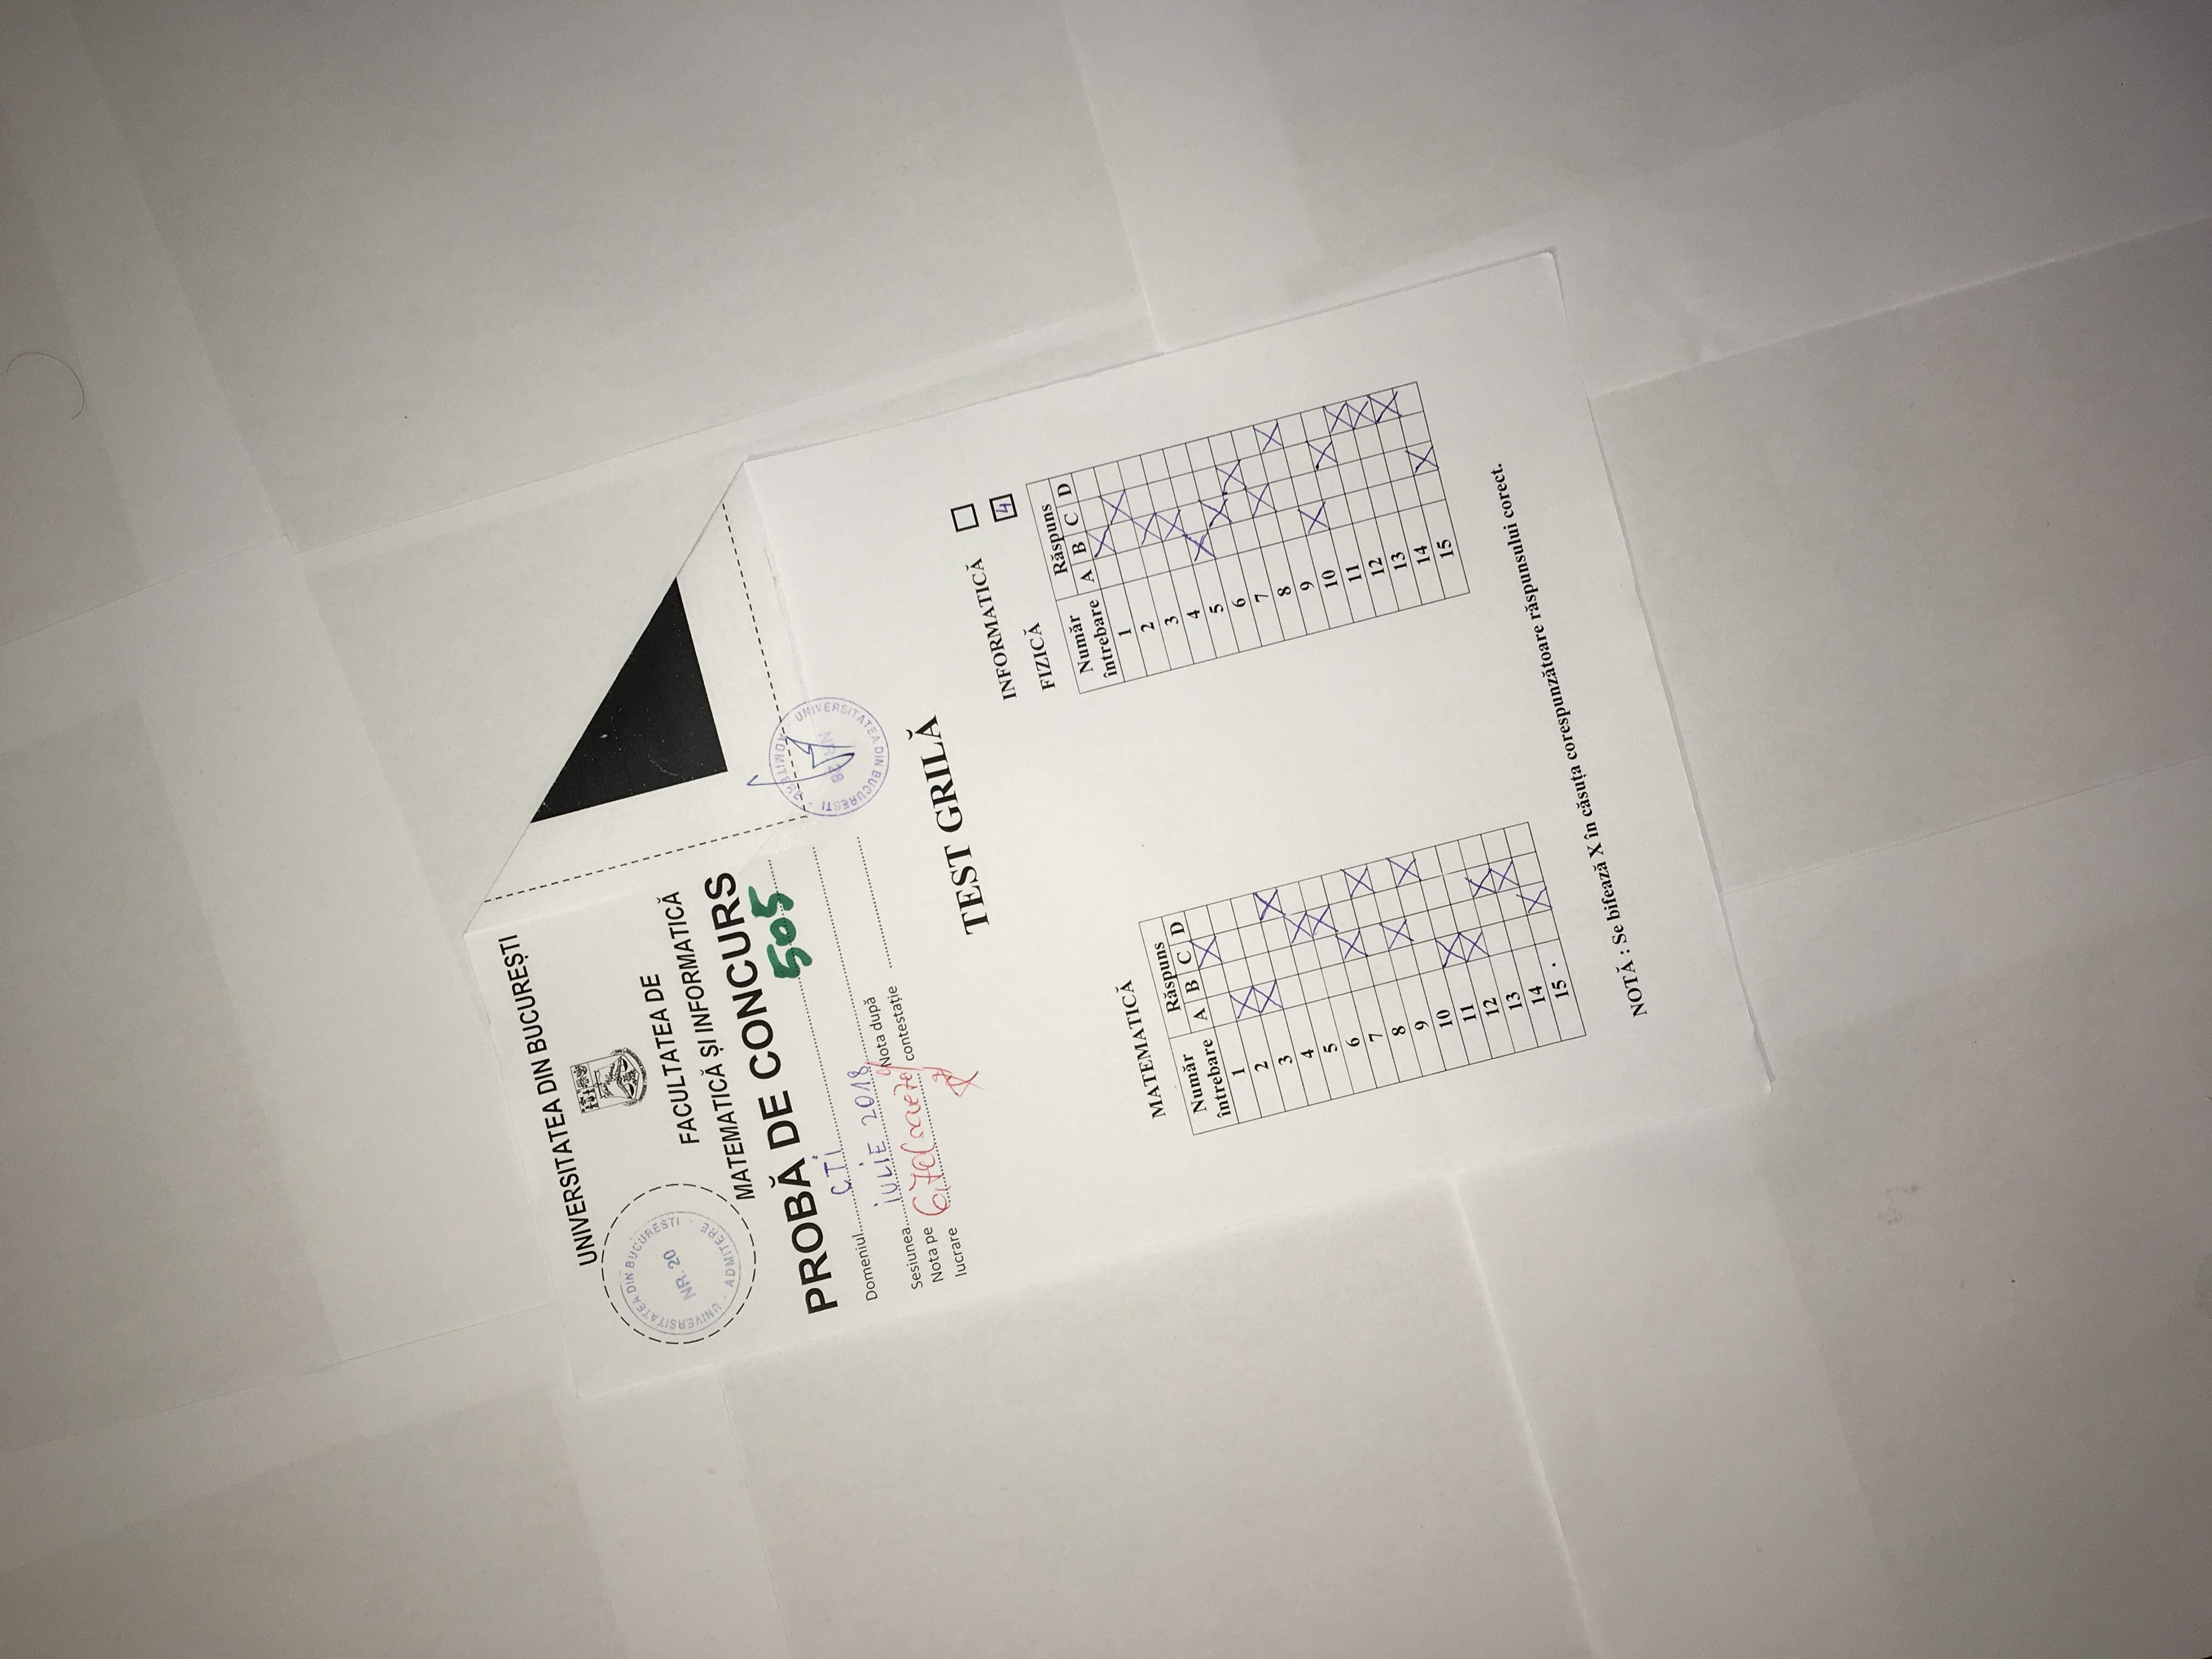 UNIVERSITATEA DIN BUCUREȘTI
UNIVERSITATEA DIN BUCUREȘTI - ADMITERE -
NR. 20
FACULTATEA DE
MATEMATICĂ ȘI INFORMATICĂ
PROBĂ DE CONCURS
505
Domeniul CTI
Sesiunea IULIE 2018
Nota pe lucrare 6,70
Nota după contestație
UNIVERSITATEA DIN BUCUREȘTI - ADMITERE
NR. 28
TEST GRILĂ
INFORMATICĂ
FIZICĂ 4
Număr întrebare Răspuns
A B C D
1 X
2 X
3 X
4 X
5 X
6 X
7 X
8 X
9 X
10 X
11 X
12 X
13 X
14 X
15 X
MATEMATICĂ
Număr întrebare Răspuns
A B C D
1 X
2 X
3 X
4 X
5 X
6 X
7 X
8 X
9 X
10 X
11 X
12 X
13 X
14 X
15 X
NOTĂ : Se bifează X în căsuța corespunzătoare răspunsului corect.